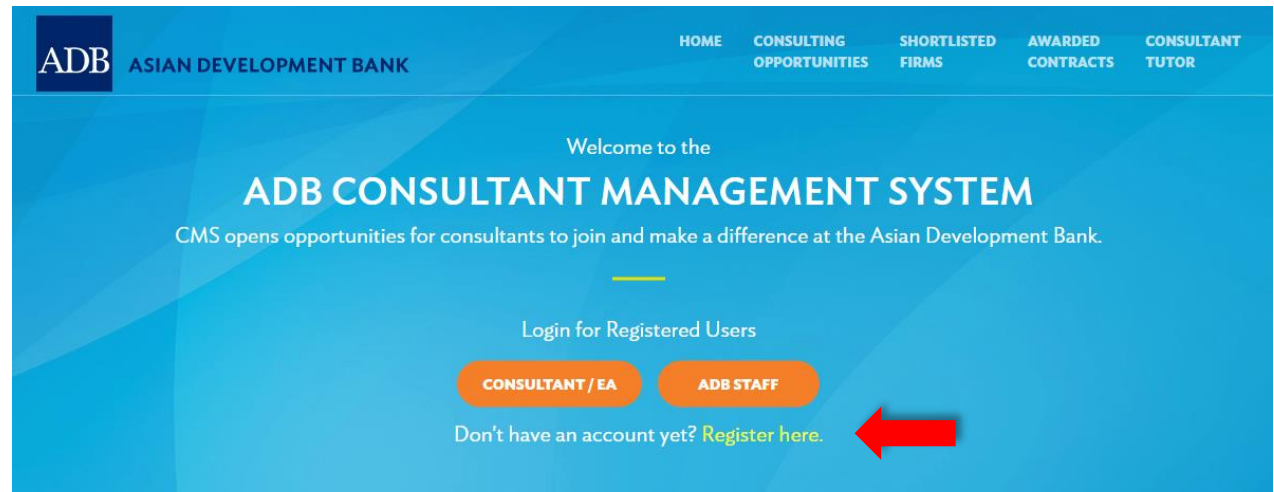 ADB ASIAN DEVELOPMENT BANK
HOME
CONSULTING
OPPORTUNITIES
SHORTLISTED
FIRMS
AWARDED
CONTRACTS
CONSULTANT
TUTOR
Welcome to the
ADB CONSULTANT MANAGEMENT SYSTEM
CMS opens opportunities for consultants to join and make a difference at the Asian Development Bank.
Login for Registered Users
CONSULTANT / EA
ADB STAFF
Don't have an account yet? Register here.